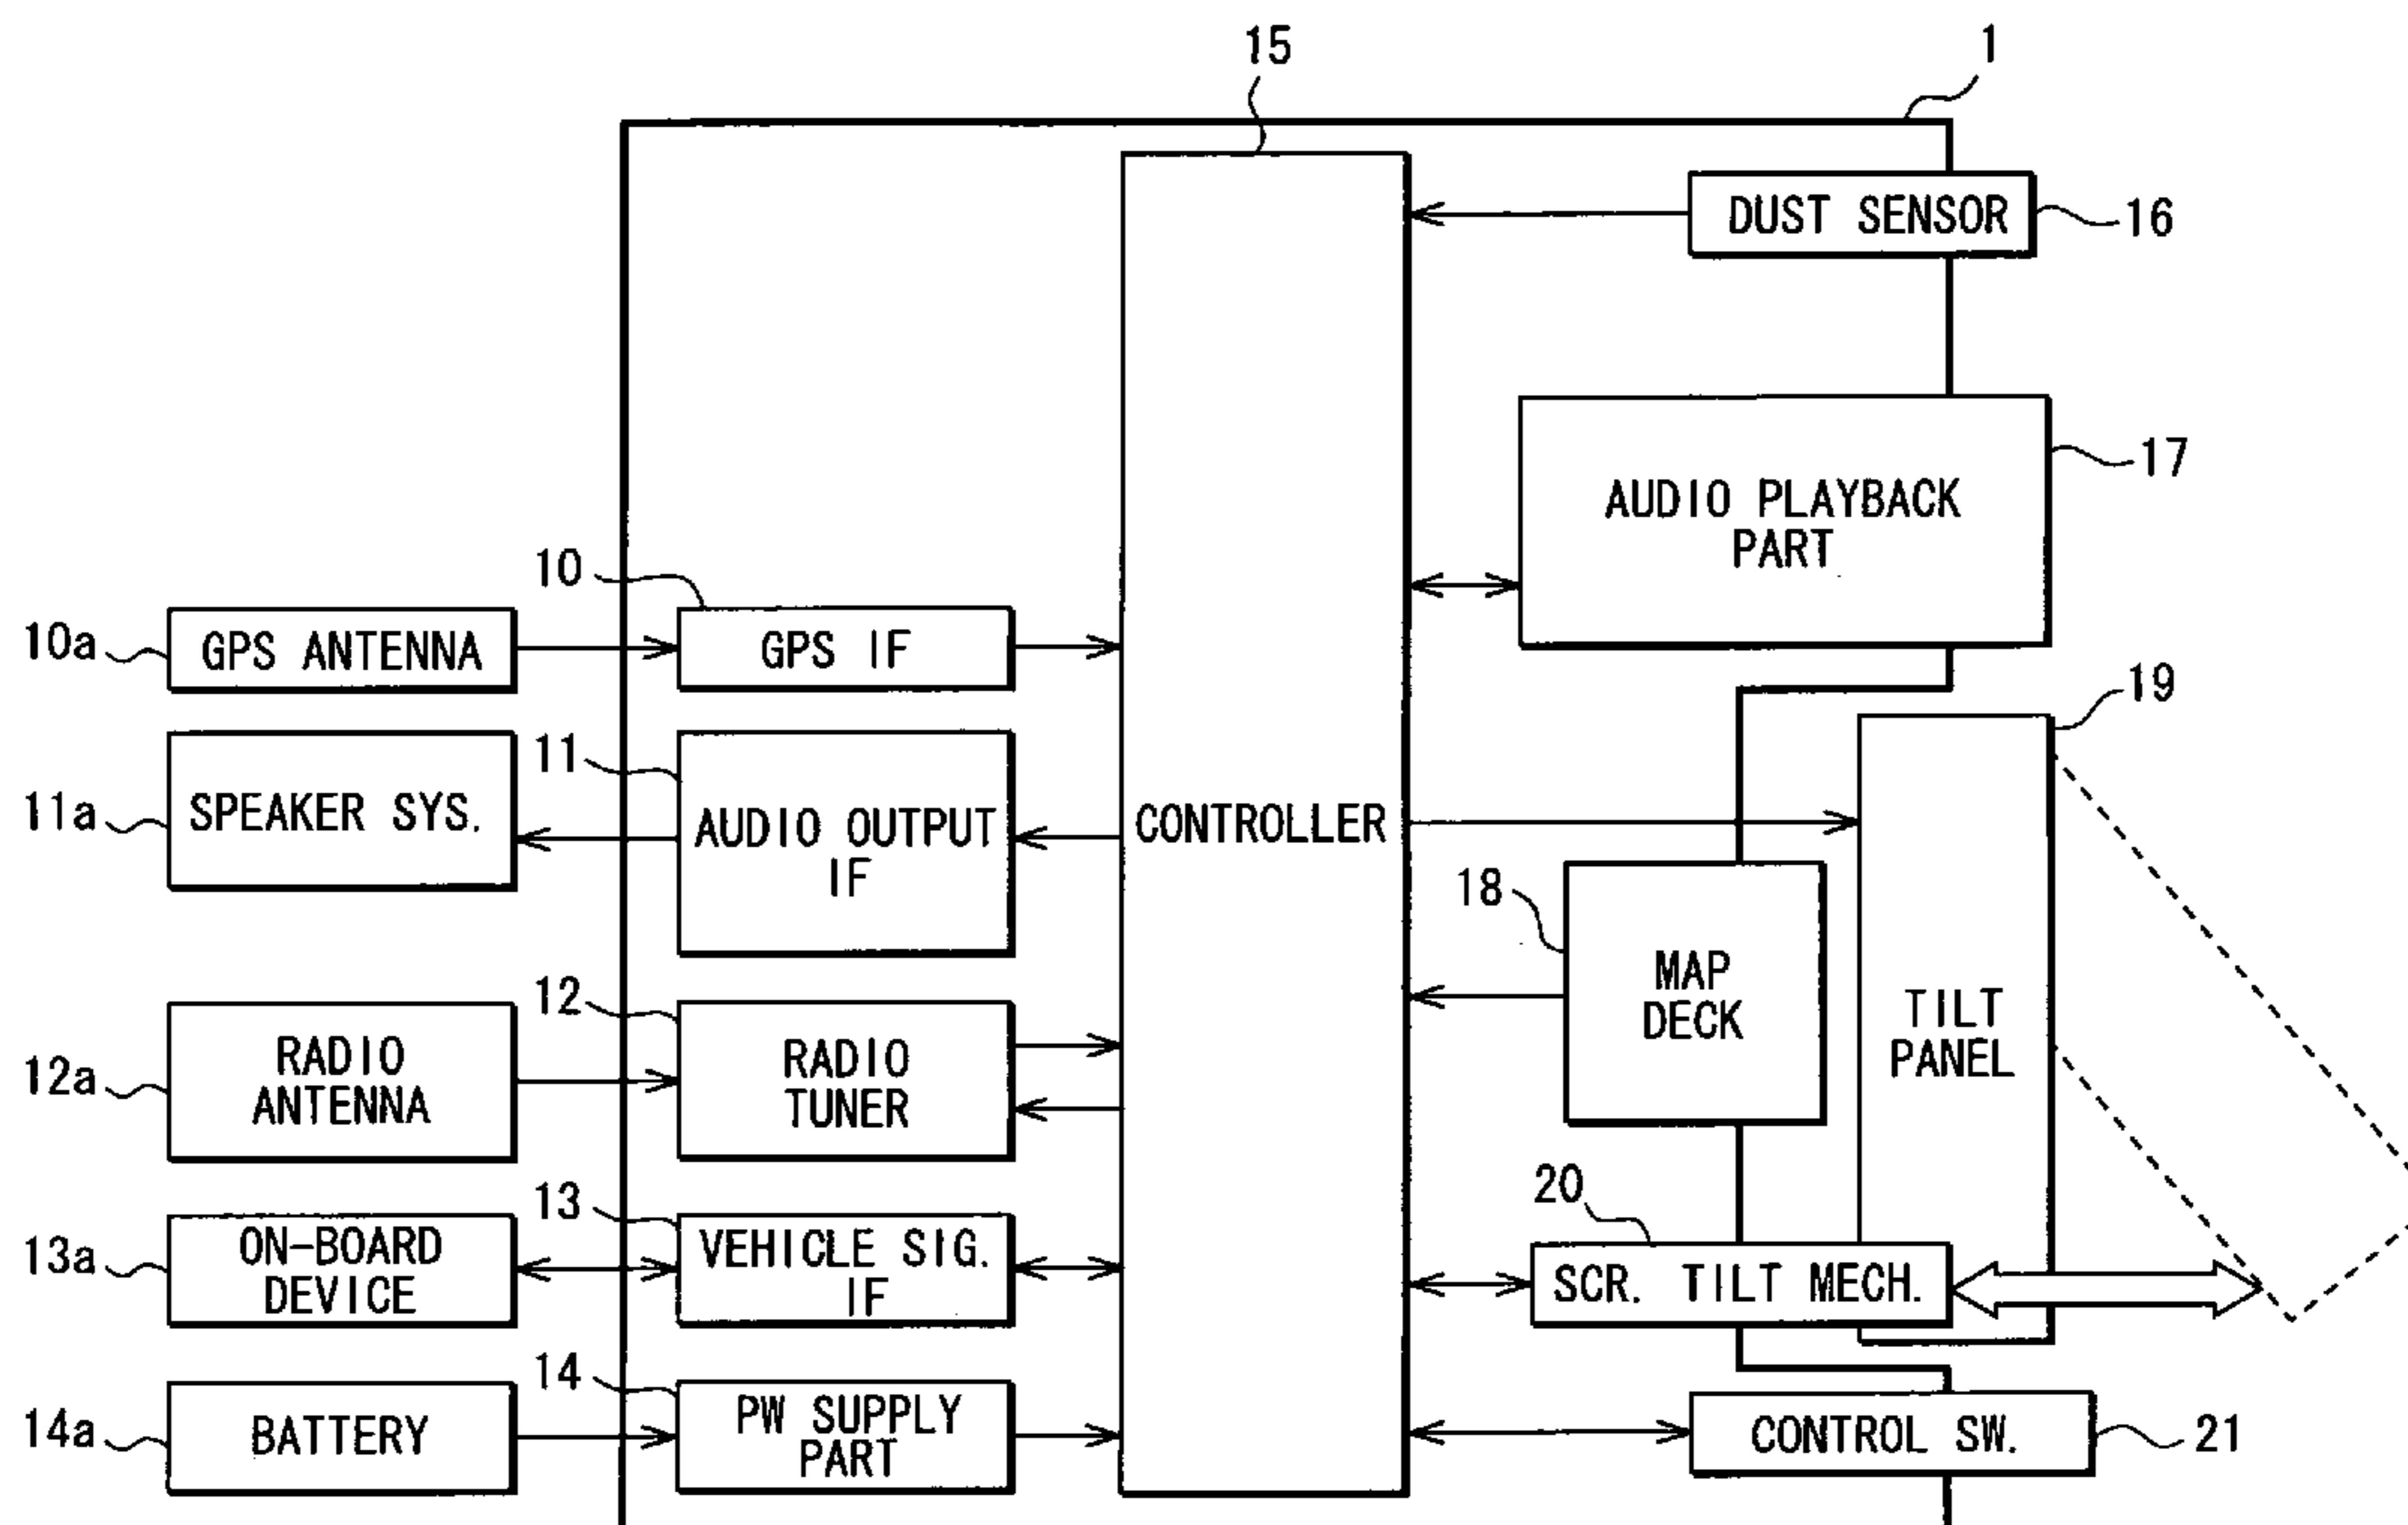 15
1
DUST SENSOR
16
AUDIO PLAYBACK
PART
17
10
10a
GPS ANTENNA
GPS IF
19
11
11a
SPEAKER SYS.
AUDIO OUTPUT
IF
CONTROLLER
18
MAP
DECK
TILT
PANEL
12
12a
RADIO
ANTENNA
RADIO
TUNER
20
13
13a
ON-BOARD
DEVICE
VEHICLE SIG.
IF
SCR. TILT MECH.
14
14a
BATTERY
PW SUPPLY
PART
CONTROL SW.
21